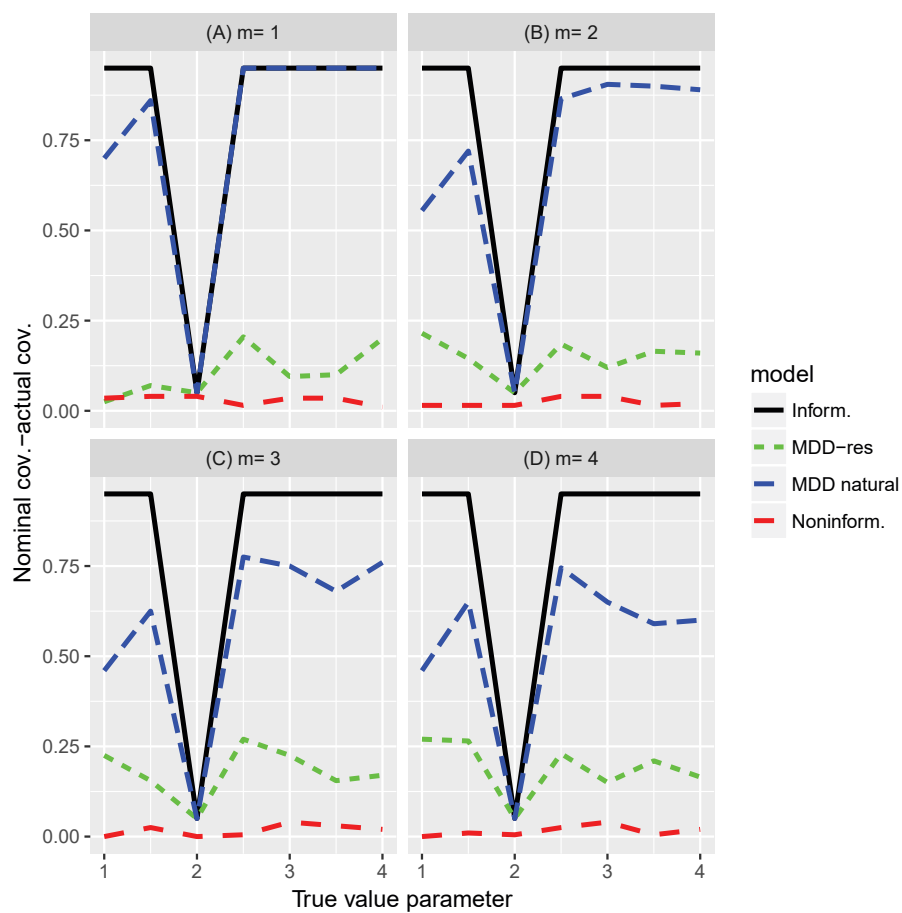 (A) m= 1
(B) m= 2
0.75
0.50
0.25
0.00
(C) m= 3
(D) m= 4
0.75
0.50
0.25
0.00
1
2
3
4
1
2
3
4
True value parameter
Nominal cov.−actual cov.
model
Inform.
MDD−res
MDD natural
Noninform.